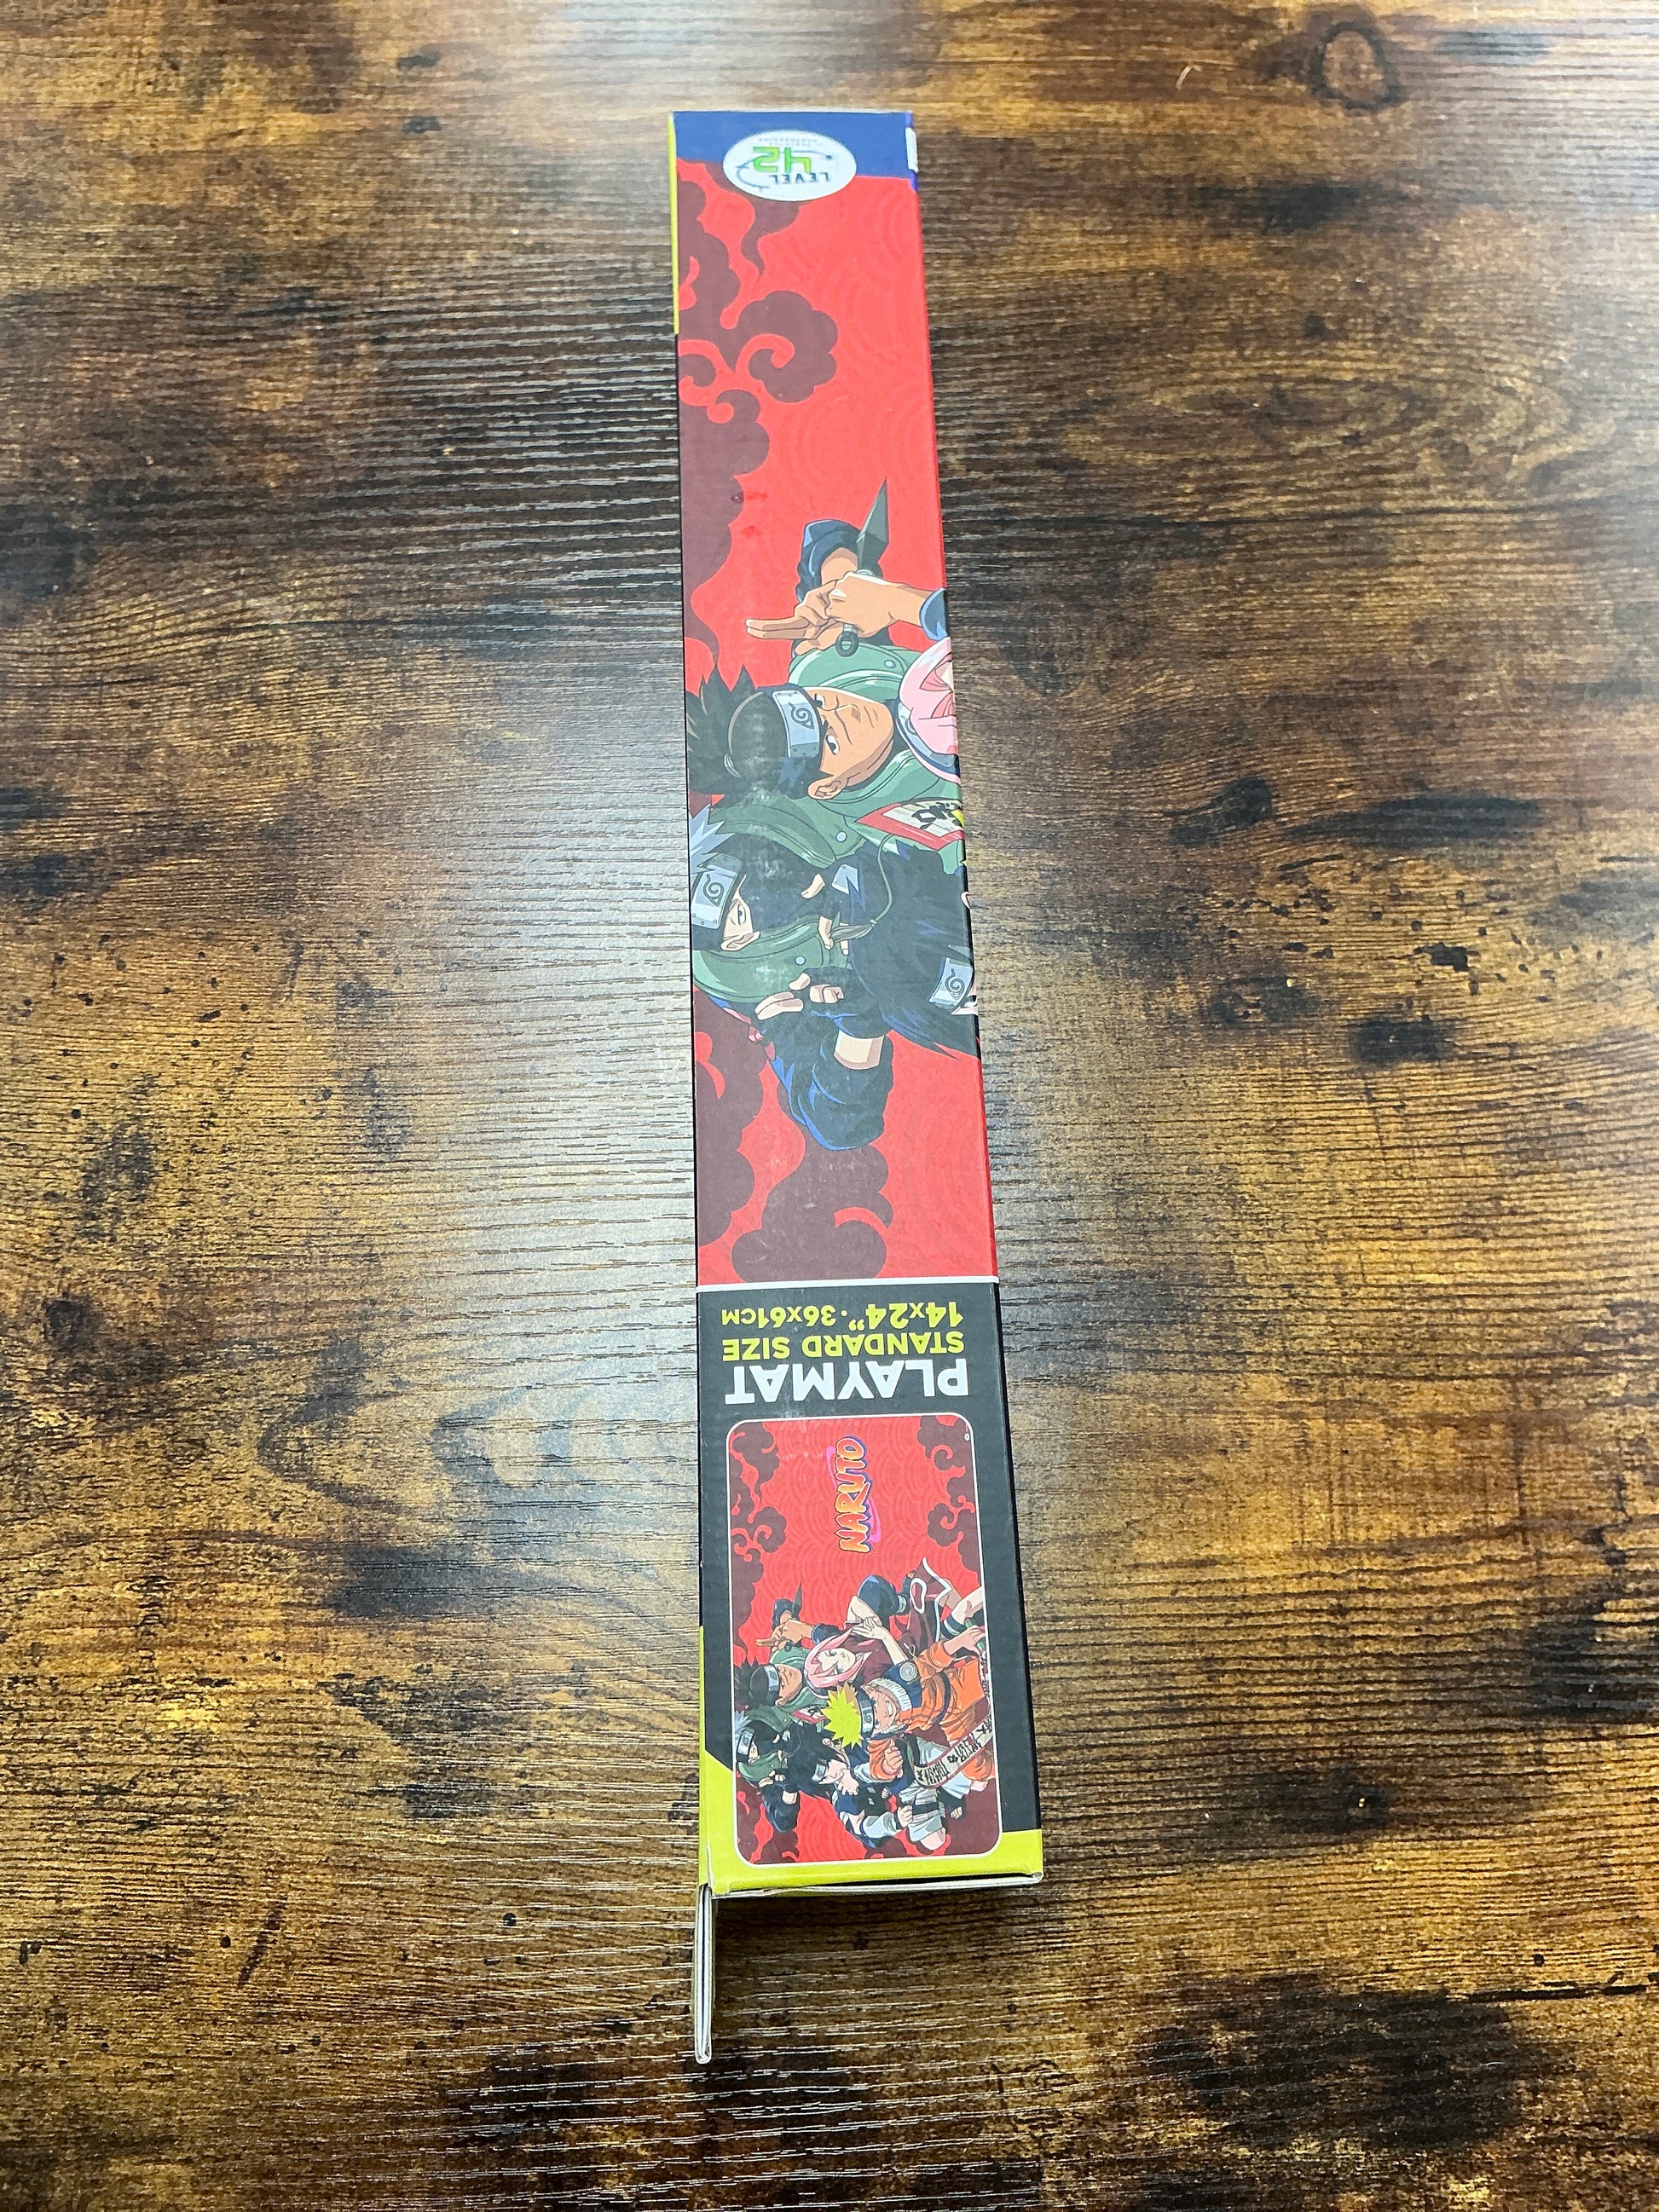 PLAYMAT
STANDARD SIZE
14x24”・36x61CM
NARUTO
LEVEL
42